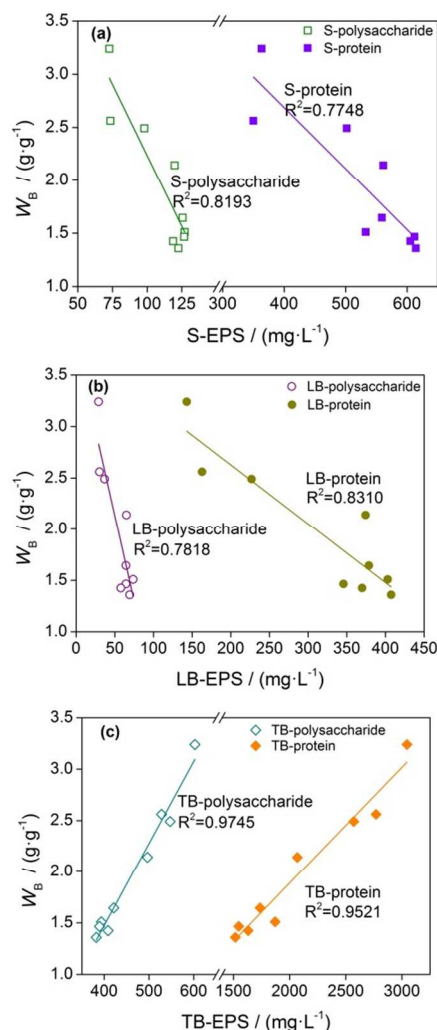 (a)
S-polysaccharide
S-protein
S-protein
R²=0.7748
S-polysaccharide
R²=0.8193
W_B / (g·g⁻¹)
3.5
3.0
2.5
2.0
1.5
1.0
75 100 125 300 400 500 600
S-EPS / (mg·L⁻¹)
(b)
LB-polysaccharide
LB-protein
LB-protein
R²=0.8310
LB-polysaccharide
R²=0.7818
W_B / (g·g⁻¹)
3.5
3.0
2.5
2.0
1.5
1.0
0 50 100 150 200 250 300 350 400 450
LB-EPS / (mg·L⁻¹)
(c)
TB-polysaccharide
TB-protein
TB-polysaccharide
R²=0.9745
TB-protein
R²=0.9521
W_B / (g·g⁻¹)
3.5
3.0
2.5
2.0
1.5
1.0
400 500 600 1500 2000 2500 3000
TB-EPS / (mg·L⁻¹)